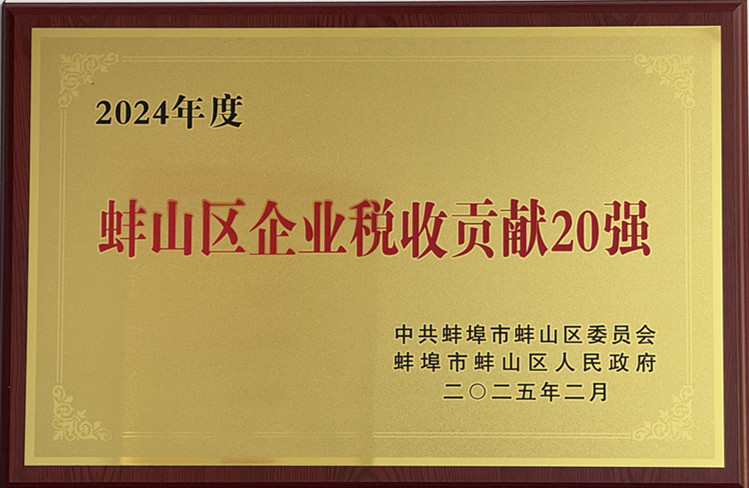 2024年度
蚌山区企业税收贡献20强
中共蚌埠市蚌山区委员会
蚌埠市蚌山区人民政府
二〇二五年二月